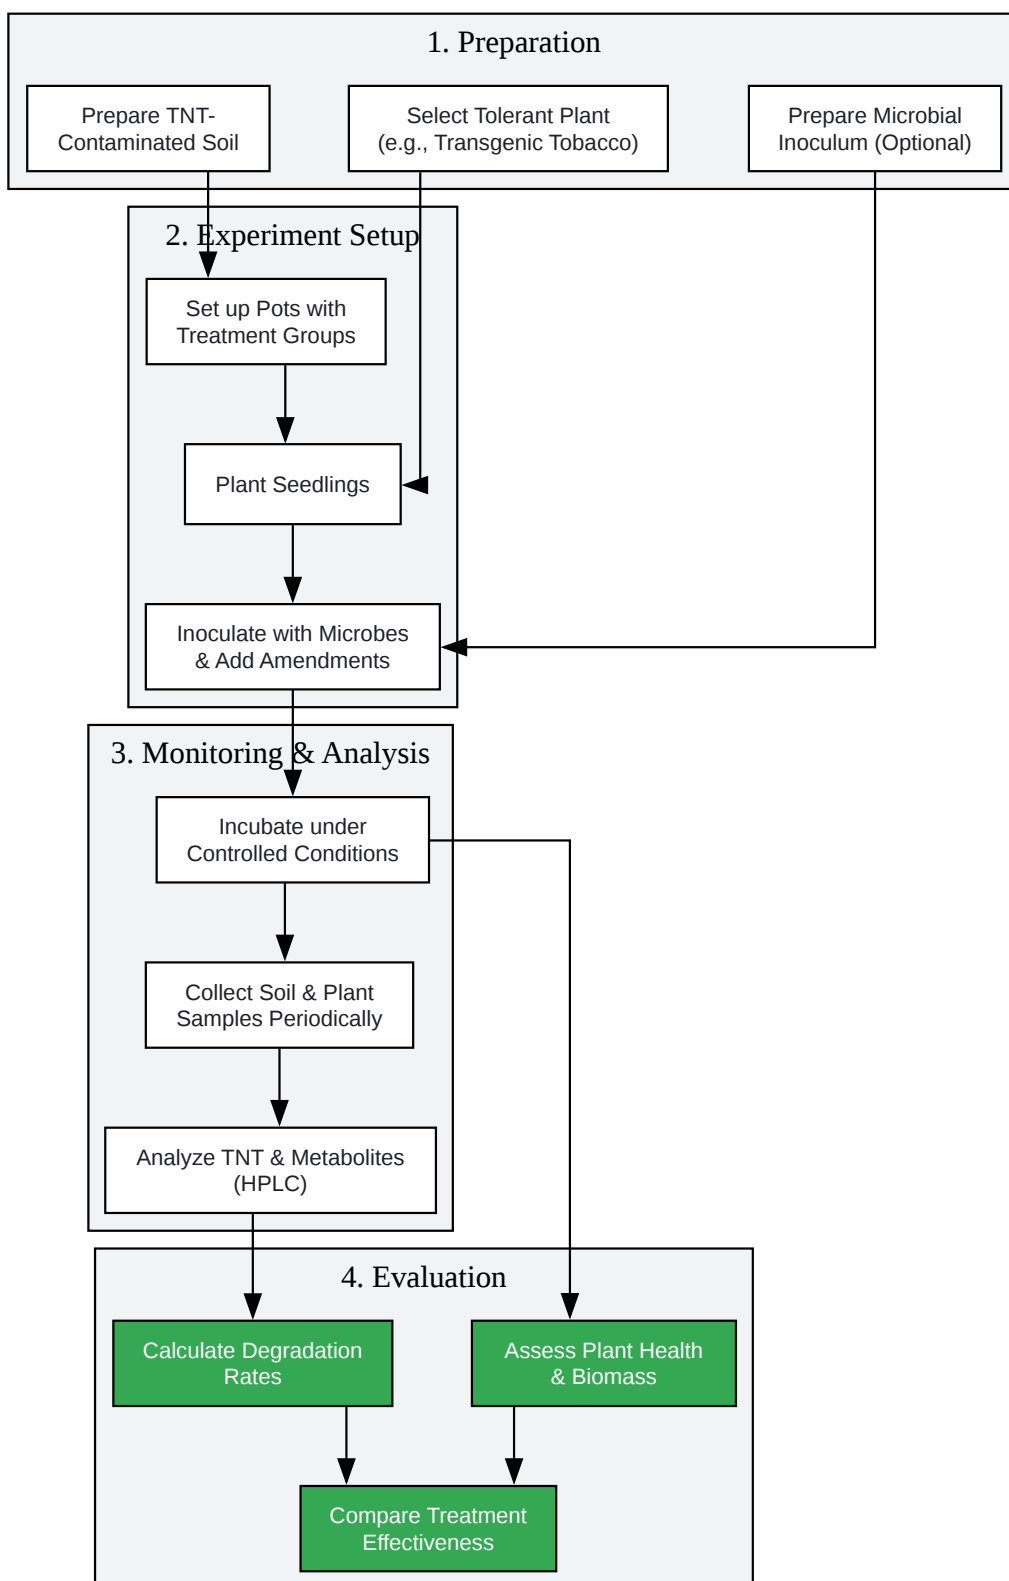 1. Preparation
Prepare TNT-
Contaminated Soil
Select Tolerant Plant
(e.g., Transgenic Tobacco)
Prepare Microbial
Inoculum (Optional)
2. Experiment Setup
Set up Pots with
Treatment Groups
Plant Seedlings
Inoculate with Microbes
& Add Amendments
3. Monitoring & Analysis
Incubate under
Controlled Conditions
Collect Soil & Plant
Samples Periodically
Analyze TNT & Metabolites
(HPLC)
4. Evaluation
Calculate Degradation
Rates
Assess Plant Health
& Biomass
Compare Treatment
Effectiveness